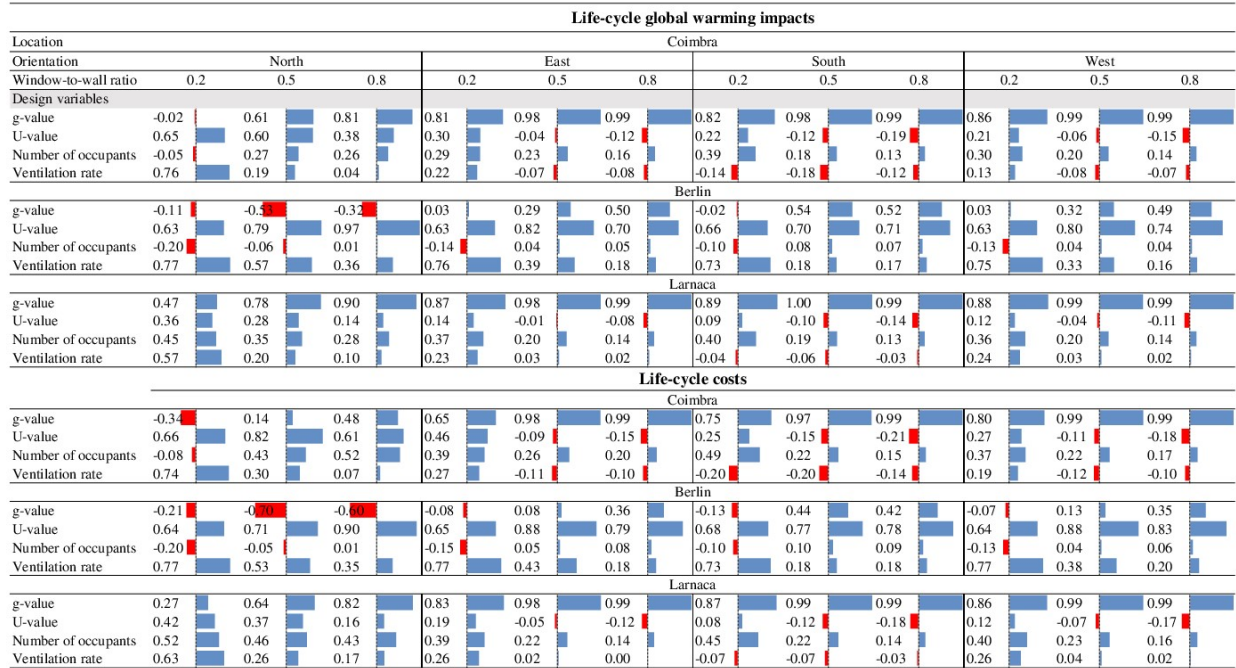 Life-cycle global warming impacts
Location Coimbra
Orientation North East South West
Window-to-wall ratio 0.2 0.5 0.8 0.2 0.5 0.8 0.2 0.5 0.8 0.2 0.5 0.8
Design variables
g-value -0.02 0.61 0.81 0.81 0.98 0.99 0.82 0.98 0.99 0.86 0.99 0.99
U-value 0.65 0.60 0.38 0.30 -0.04 -0.12 0.22 -0.12 -0.19 0.21 -0.06 -0.15
Number of occupants -0.05 0.27 0.26 0.29 0.23 0.16 0.39 0.18 0.13 0.30 0.20 0.14
Ventilation rate 0.76 0.19 0.04 0.22 -0.07 -0.08 -0.14 -0.18 -0.12 0.13 -0.08 -0.07
Berlin
g-value -0.11 -0.53 -0.32 0.03 0.29 0.50 -0.02 0.54 0.52 0.03 0.32 0.49
U-value 0.63 0.79 0.97 0.63 0.82 0.70 0.66 0.70 0.71 0.63 0.80 0.74
Number of occupants -0.20 -0.06 0.01 -0.14 0.04 0.05 -0.10 0.08 0.07 -0.13 0.04 0.04
Ventilation rate 0.77 0.57 0.36 0.76 0.39 0.18 0.73 0.18 0.17 0.75 0.33 0.16
Larnaca
g-value 0.47 0.78 0.90 0.87 0.98 0.99 0.89 1.00 0.99 0.88 0.99 0.99
U-value 0.36 0.28 0.14 0.14 -0.01 -0.08 0.09 -0.10 -0.14 0.12 -0.04 -0.11
Number of occupants 0.45 0.35 0.28 0.37 0.20 0.14 0.40 0.19 0.13 0.36 0.20 0.14
Ventilation rate 0.57 0.20 0.10 0.23 0.03 0.02 -0.04 -0.06 -0.03 0.24 0.03 0.02
Life-cycle costs
Coimbra
g-value -0.34 0.14 0.48 0.65 0.98 0.99 0.75 0.97 0.99 0.80 0.99 0.99
U-value 0.66 0.82 0.61 0.46 -0.09 -0.15 0.25 -0.15 -0.21 0.27 -0.11 -0.18
Number of occupants -0.08 0.43 0.52 0.39 0.26 0.20 0.49 0.22 0.15 0.37 0.22 0.17
Ventilation rate 0.74 0.30 0.07 0.27 -0.11 -0.10 -0.20 -0.20 -0.14 0.19 -0.12 -0.10
Berlin
g-value -0.21 -0.70 -0.60 -0.08 0.08 0.36 -0.13 0.44 0.42 -0.07 0.13 0.35
U-value 0.64 0.71 0.90 0.65 0.88 0.79 0.68 0.77 0.78 0.64 0.88 0.83
Number of occupants -0.20 -0.05 0.01 -0.15 0.05 0.08 -0.10 0.10 0.09 -0.13 0.04 0.06
Ventilation rate 0.77 0.53 0.35 0.77 0.43 0.18 0.73 0.18 0.18 0.77 0.38 0.20
Larnaca
g-value 0.27 0.64 0.82 0.83 0.98 0.99 0.87 0.99 0.99 0.86 0.99 0.99
U-value 0.42 0.37 0.16 0.19 -0.05 -0.12 0.08 -0.12 -0.18 0.12 -0.07 -0.17
Number of occupants 0.52 0.46 0.43 0.39 0.22 0.14 0.45 0.22 0.14 0.40 0.23 0.16
Ventilation rate 0.63 0.26 0.17 0.26 0.02 0.00 -0.07 -0.07 -0.03 0.26 0.04 0.02